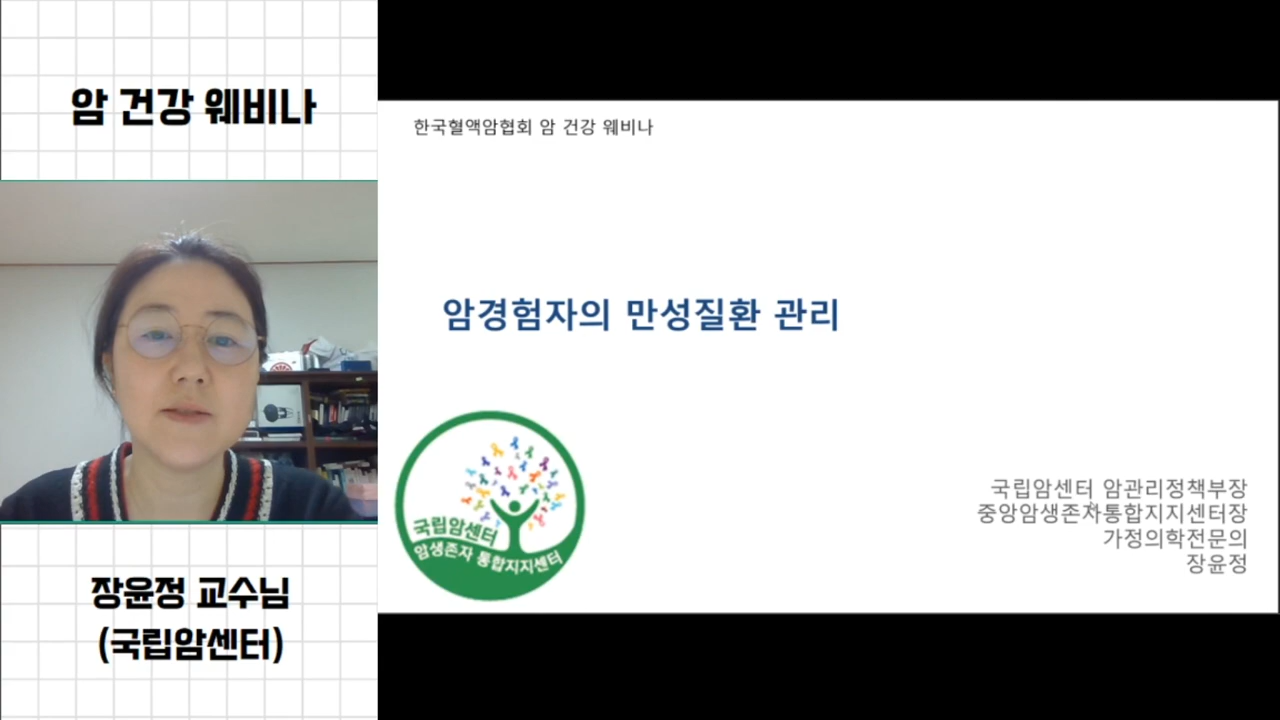 암 건강 웨비나
장윤정 교수님
(국립암센터)
한국혈액암협회 암 건강 웨비나
암경험자의 만성질환 관리
국립암센터
암생존자 통합지지센터
국립암센터 암관리정책부장
중앙암생존자통합지지센터장
가정의학전문의
장윤정